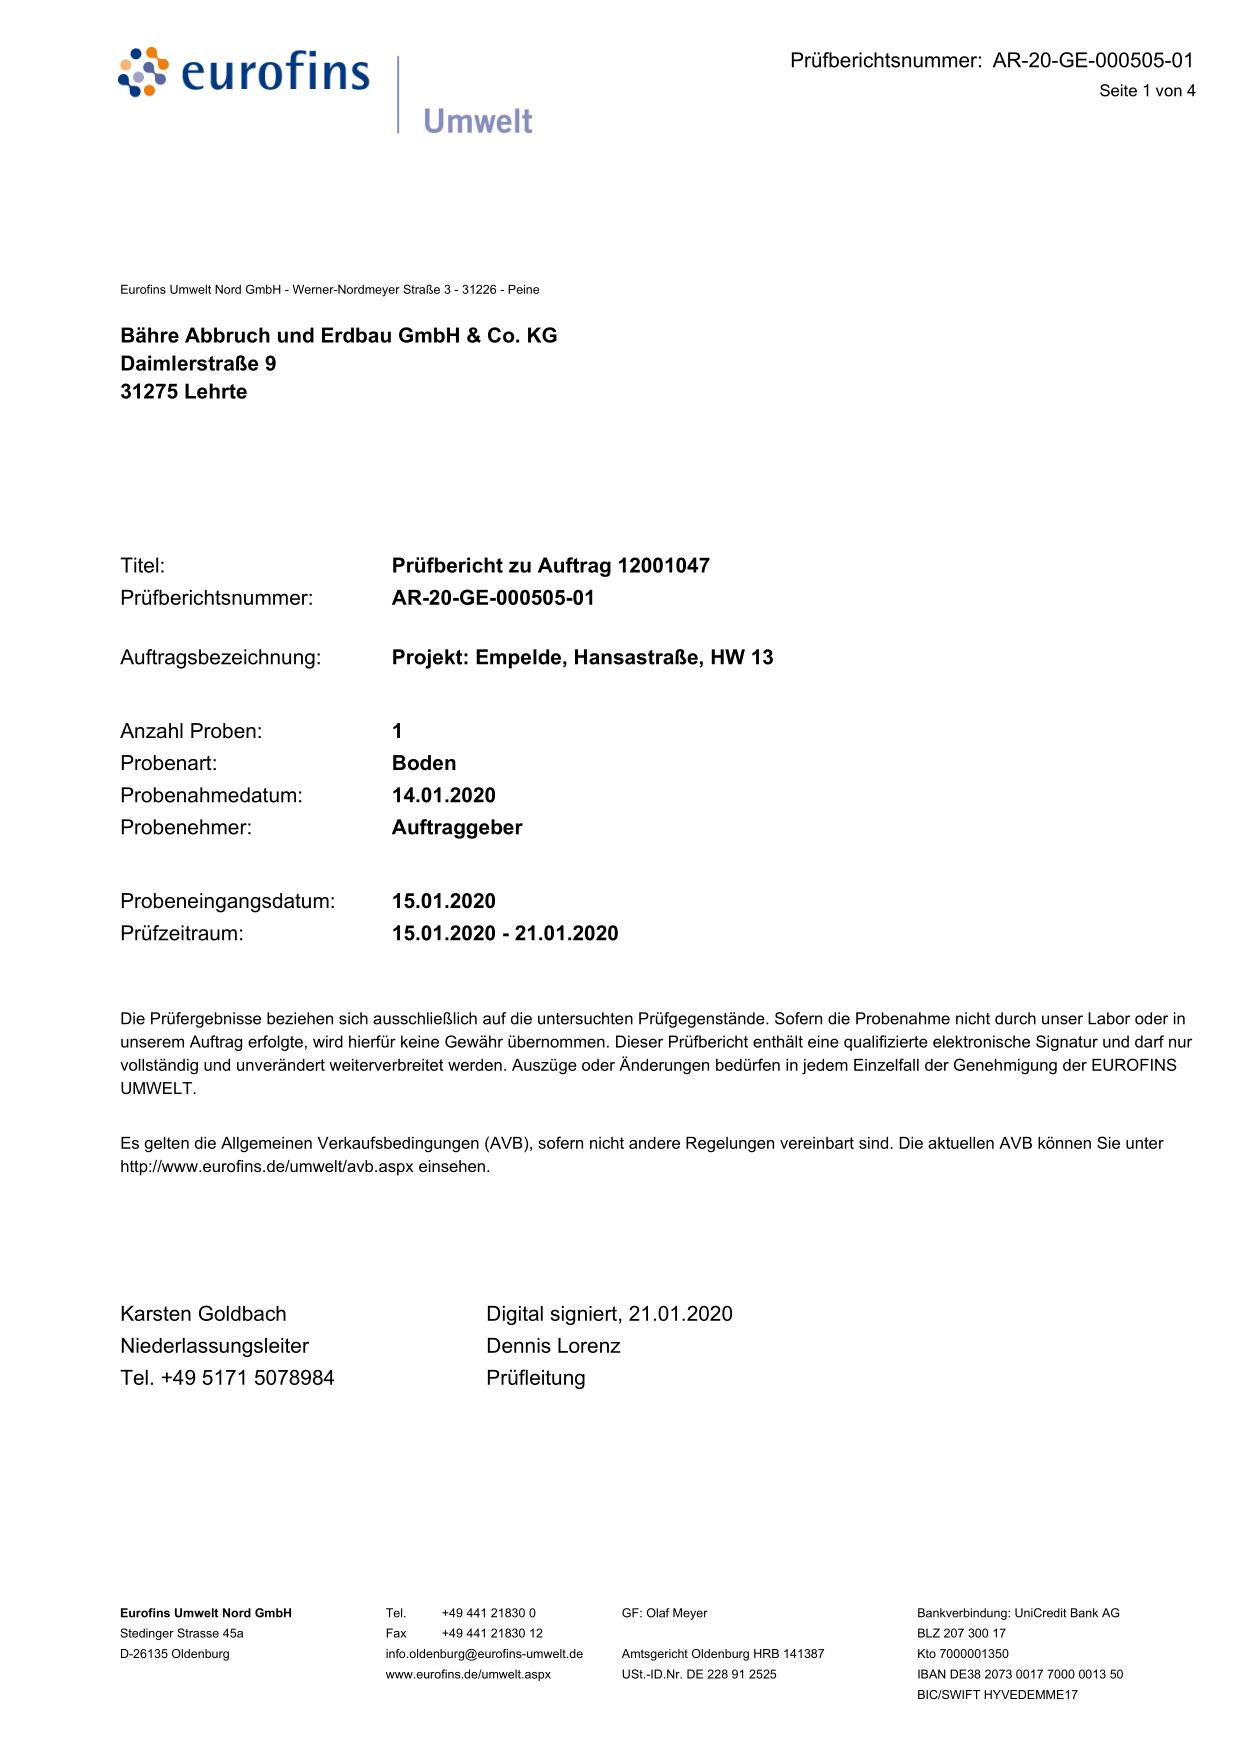 eurofins
Umwelt
Prüfberichtsnummer: AR-20-GE-000505-01
Seite 1 von 4
Eurofins Umwelt Nord GmbH - Werner-Nordmeyer Straße 3 - 31226 - Peine
Bähre Abbruch und Erdbau GmbH & Co. KG
Daimlerstraße 9
31275 Lehrte
Titel: Prüfbericht zu Auftrag 12001047
Prüfberichtsnummer: AR-20-GE-000505-01
Auftragsbezeichnung: Projekt: Empelde, Hansastraße, HW 13
Anzahl Proben: 1
Probenart: Boden
Probenahmedatum: 14.01.2020
Probenehmer: Auftraggeber
Probeneingangsdatum: 15.01.2020
Prüfzeitraum: 15.01.2020 - 21.01.2020
Die Prüfergebnisse beziehen sich ausschließlich auf die untersuchten Prüfgegenstände. Sofern die Probenahme nicht durch unser Labor oder in
unserem Auftrag erfolgte, wird hierfür keine Gewähr übernommen. Dieser Prüfbericht enthält eine qualifizierte elektronische Signatur und darf nur
vollständig und unverändert weiterverbreitet werden. Auszüge oder Änderungen bedürfen in jedem Einzelfall der Genehmigung der EUROFINS
UMWELT.
Es gelten die Allgemeinen Verkaufsbedingungen (AVB), sofern nicht andere Regelungen vereinbart sind. Die aktuellen AVB können Sie unter
http://www.eurofins.de/umwelt/avb.aspx einsehen.
Karsten Goldbach
Niederlassungsleiter
Tel. +49 5171 5078984
Digital signiert, 21.01.2020
Dennis Lorenz
Prüfleitung
Eurofins Umwelt Nord GmbH
Stedinger Strasse 45a
D-26135 Oldenburg
Tel. +49 441 21830 0
Fax +49 441 21830 12
info.oldenburg@eurofins-umwelt.de
www.eurofins.de/umwelt.aspx
GF: Olaf Meyer
Amtsgericht Oldenburg HRB 141387
USt.-ID.Nr. DE 228 91 2525
Bankverbindung: UniCredit Bank AG
BLZ 207 300 17
Kto 7000001350
IBAN DE38 2073 0017 7000 0013 50
BIC/SWIFT HYVEDEMME17